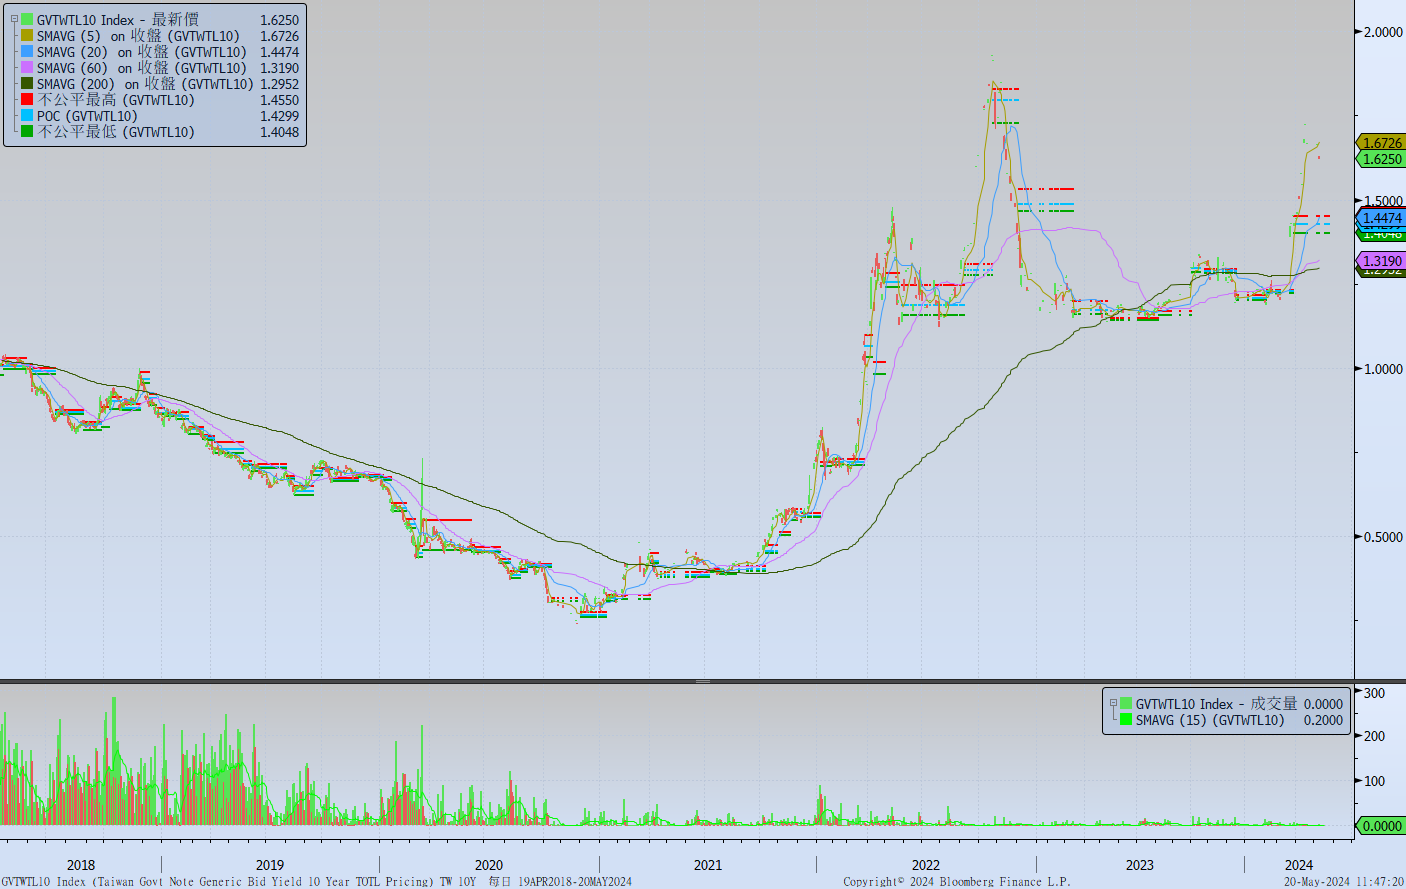 GVTWTL10 Index - 最新價 1.6250
SMAVG (5) on 收盤 (GVTWTL10) 1.6726
SMAVG (20) on 收盤 (GVTWTL10) 1.4474
SMAVG (60) on 收盤 (GVTWTL10) 1.3190
SMAVG (200) on 收盤 (GVTWTL10) 1.2952
不公平最高 (GVTWTL10) 1.4550
POC (GVTWTL10) 1.4299
不公平最低 (GVTWTL10) 1.4048
2.0000
1.6726
1.6250
1.5000
1.4474
1.4299
1.4048
1.3190
1.2952
1.0000
0.5000
GVTWTL10 Index - 成交量 0.0000
SMAVG (15) (GVTWTL10) 0.2000
300
200
100
0.0000
2018 2019 2020 2021 2022 2023 2024
GVTWTL10 Index (Taiwan Govt Note Generic Bid Yield 10 Year TOTL Pricing) TW 10Y 每日 19APR2018-20MAY2024 Copyright© 2024 Bloomberg Finance L.P. 20-May-2024 11:47:20